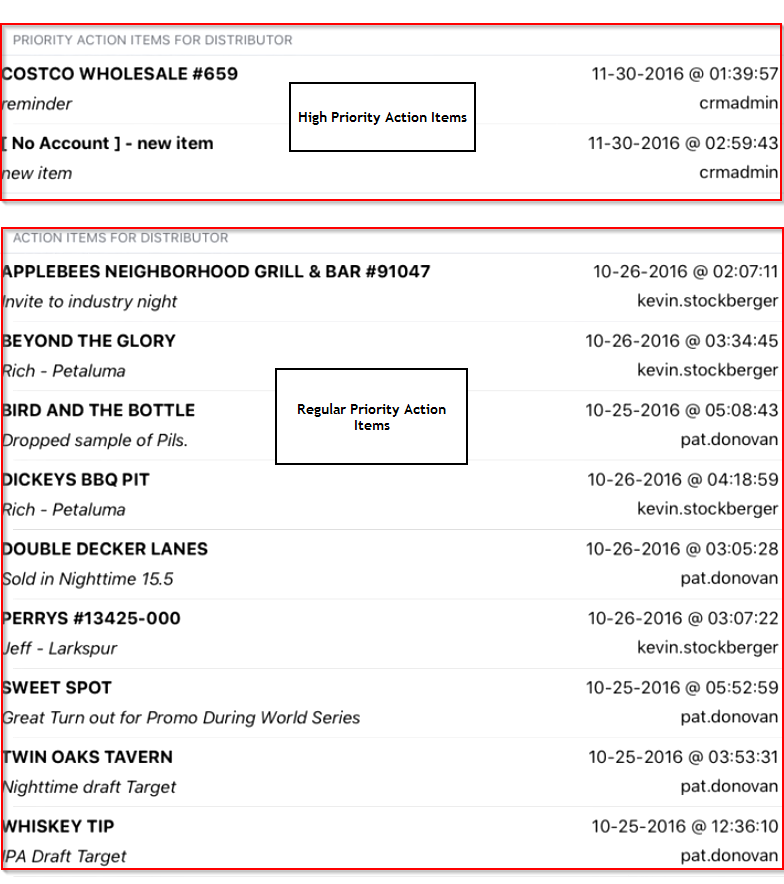 PRIORITY ACTION ITEMS FOR DISTRIBUTOR
COSTCO WHOLESALE #659 11-30-2016 @ 01:39:57
reminder crmadmin
High Priority Action Items
[ No Account ] - new item 11-30-2016 @ 02:59:43
new item crmadmin
ACTION ITEMS FOR DISTRIBUTOR
APPLEBEES NEIGHBORHOOD GRILL & BAR #91047 10-26-2016 @ 02:07:11
Invite to industry night kevin.stockberger
BEYOND THE GLORY 10-26-2016 @ 03:34:45
Rich - Petaluma kevin.stockberger
BIRD AND THE BOTTLE 10-25-2016 @ 05:08:43
Regular Priority Action
Items
Dropped sample of Pils. pat.donovan
DICKEYS BBQ PIT 10-26-2016 @ 04:18:59
Rich - Petaluma kevin.stockberger
DOUBLE DECKER LANES 10-26-2016 @ 03:05:28
Sold in Nighttime 15.5 pat.donovan
PERRYS #13425-000 10-26-2016 @ 03:07:22
Jeff - Larkspur kevin.stockberger
SWEET SPOT 10-25-2016 @ 05:52:59
Great Turn out for Promo During World Series pat.donovan
TWIN OAKS TAVERN 10-25-2016 @ 03:53:31
Nighttime draft Target pat.donovan
WHISKEY TIP 10-25-2016 @ 12:36:10
IPA Draft Target pat.donovan